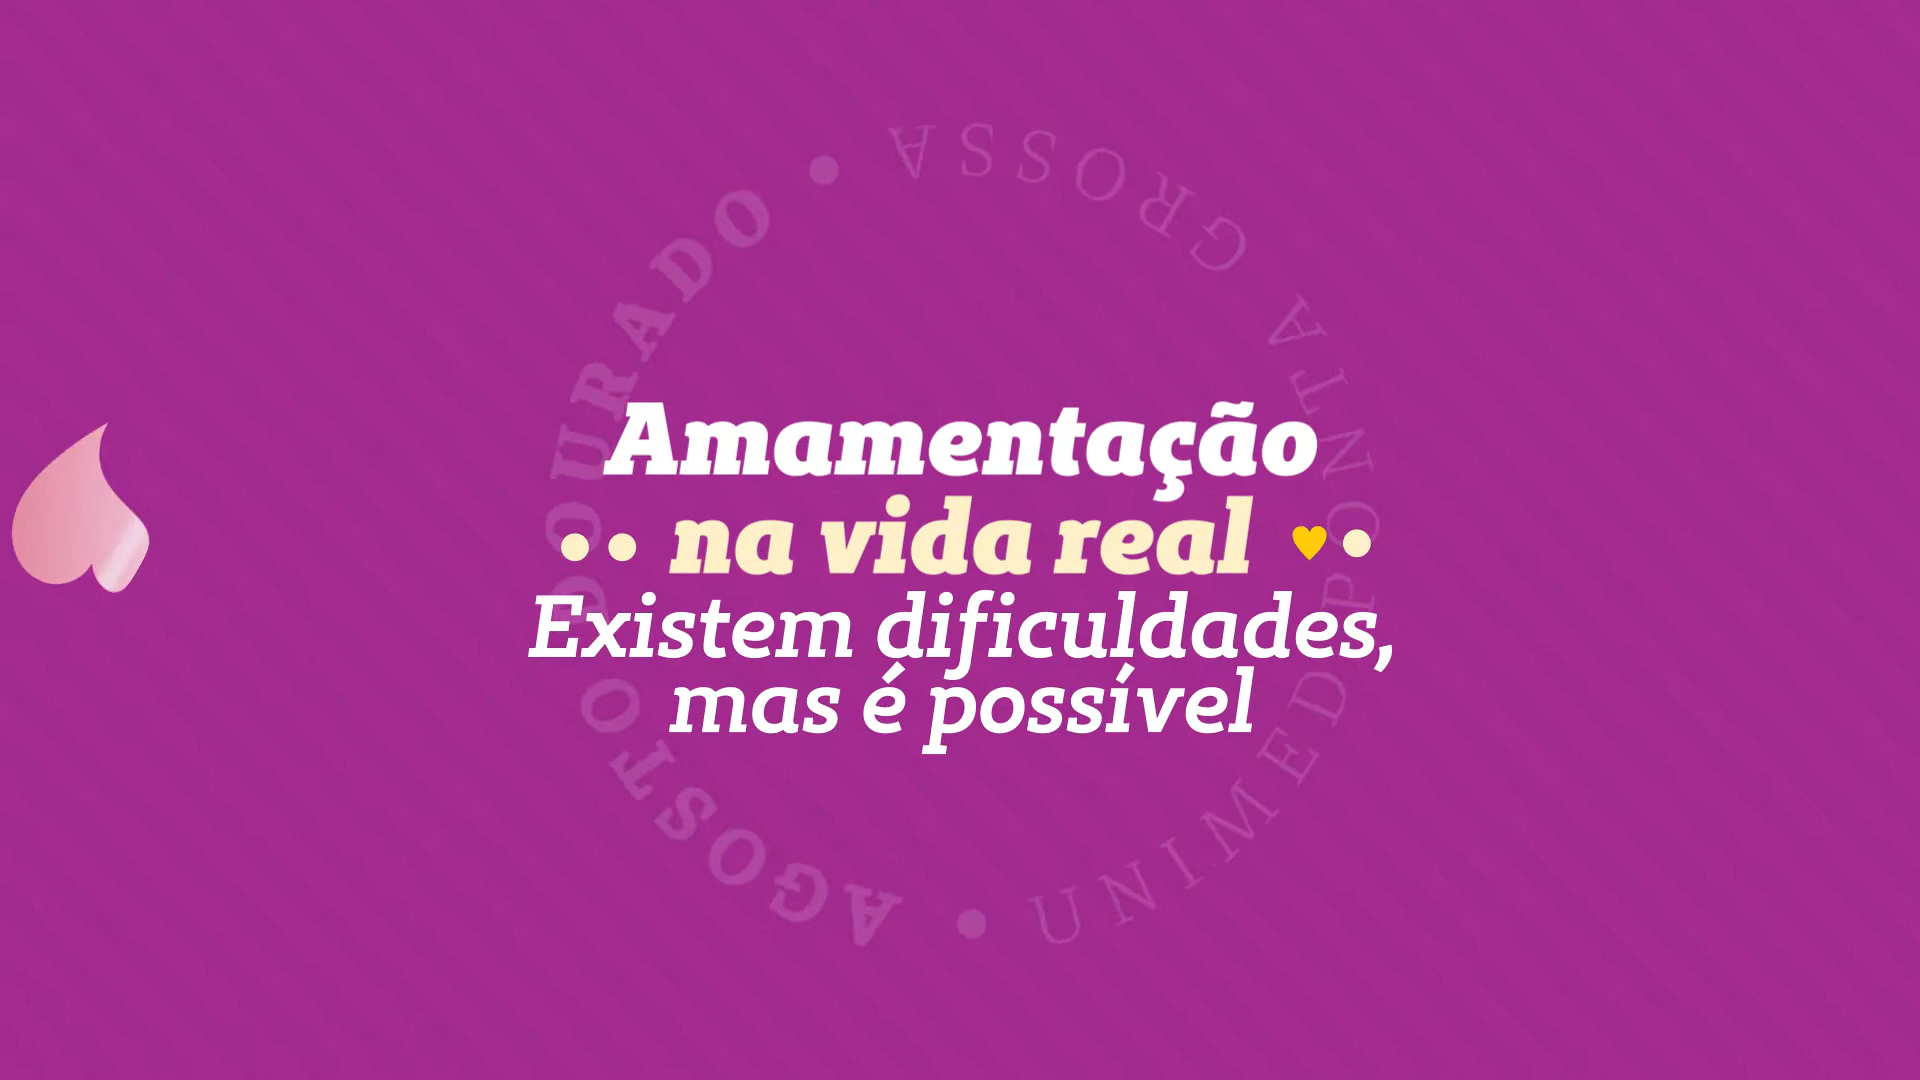 Amamentação
na vida real
Existem dificuldades,
mas é possível
AGOSTO DOURADO • UNIMED PONTA GROSSA •